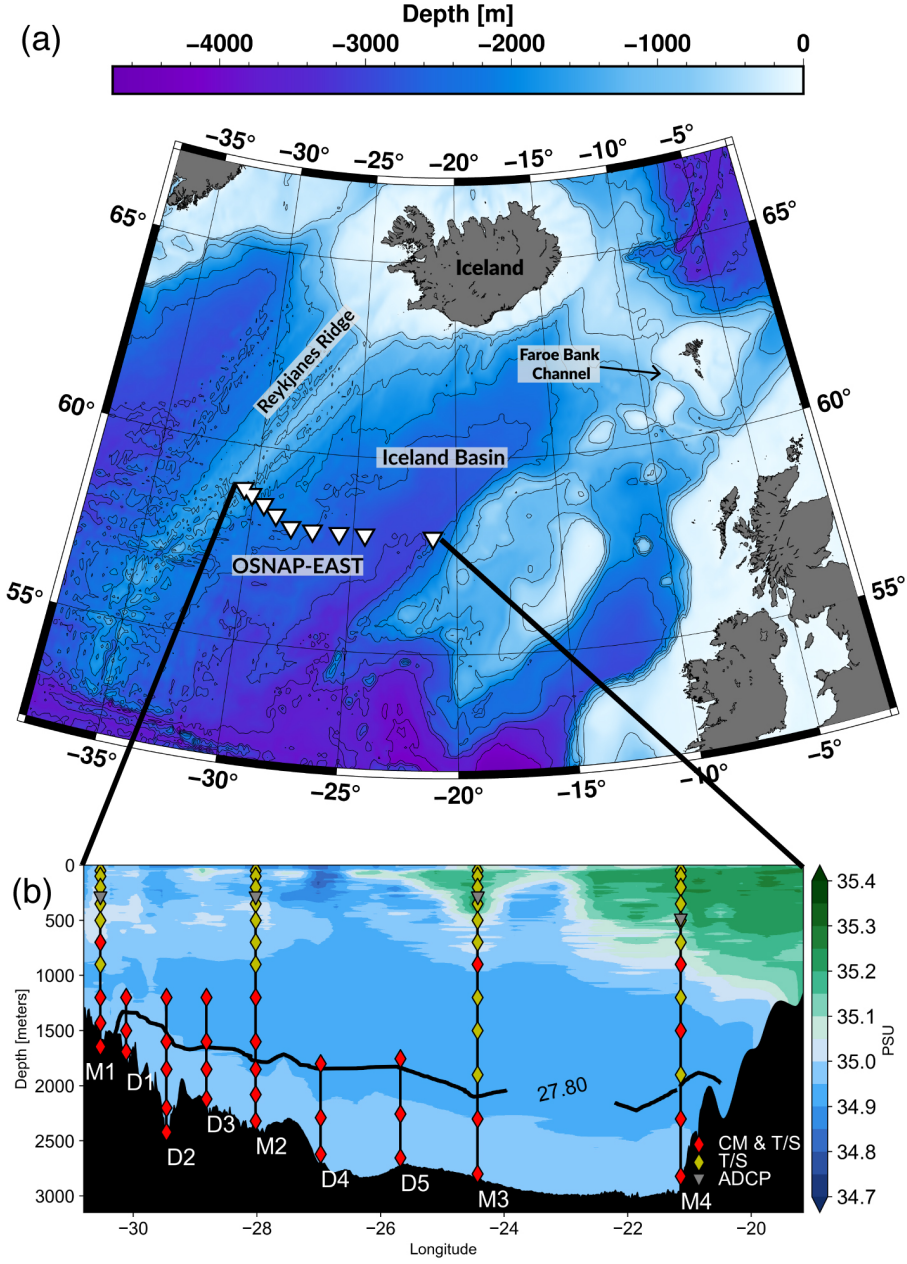 Depth [m]
(a)
−4000 −3000 −2000 −1000 0
−35° −30° −25° −20° −15° −10° −5°
65° 65°
Iceland
Reykjanes Ridge
Faroe Bank
Channel
60° 60°
Iceland Basin
OSNAP-EAST
55° 55°
−35° −30° −25° −20° −15° −10° −5°
(b)
0
500
1000
1500
2000
2500
3000
Depth [meters]
M1 D1 D2 D3 M2 D4 D5 M3 M4
27.80
CM & T/S
T/S
ADCP
−30 −28 −26 −24 −22 −20
Longitude
35.4
35.3
35.2
35.1
35.0
34.9
34.8
34.7
PSU